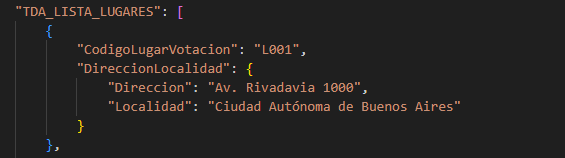 "TDA_LISTA_LUGARES": [
{
"CodigoLugarVotacion": "L001",
"DireccionLocalidad": {
"Direccion": "Av. Rivadavia 1000",
"Localidad": "Ciudad Autónoma de Buenos Aires"
}
},